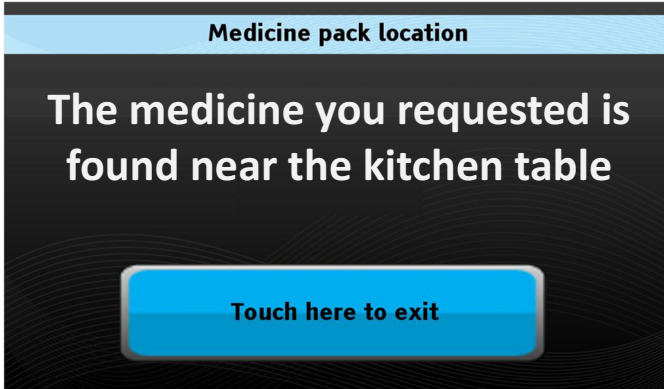 Medicine pack location
The medicine you requested is
found near the kitchen table
Touch here to exit